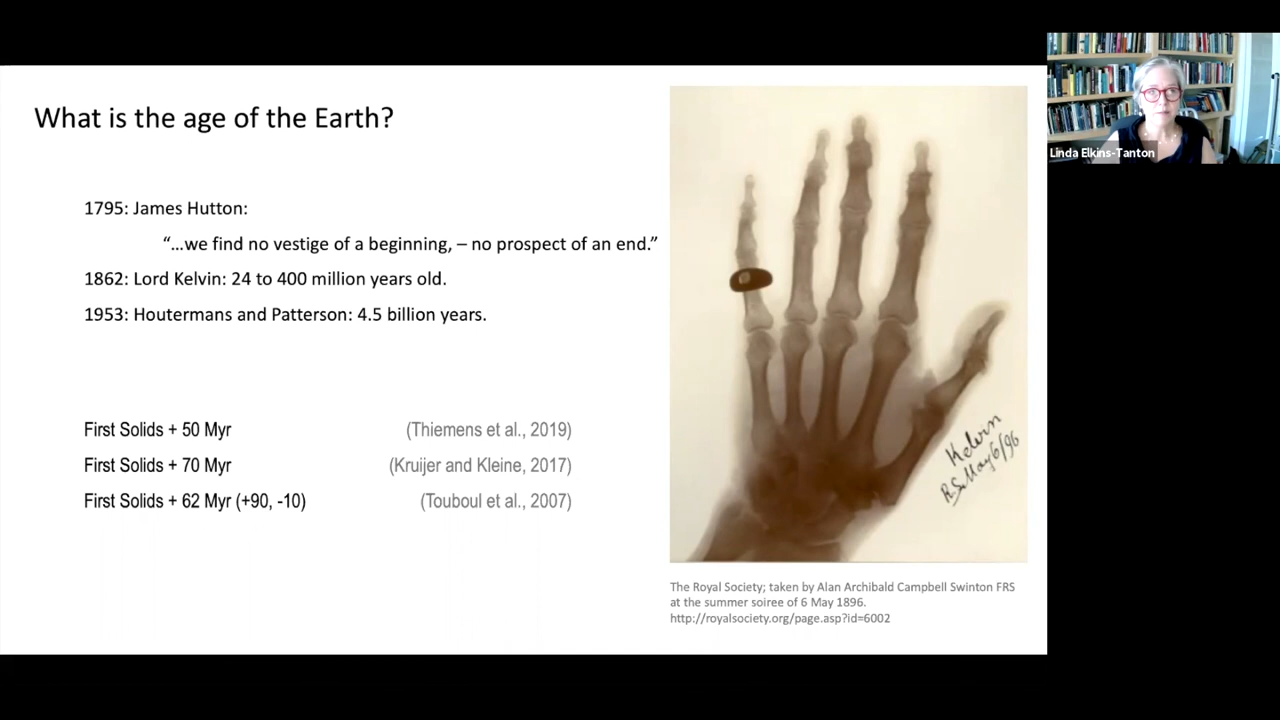 What is the age of the Earth?
1795: James Hutton:
“…we find no vestige of a beginning, – no prospect of an end.”
1862: Lord Kelvin: 24 to 400 million years old.
1953: Houtermans and Patterson: 4.5 billion years.
First Solids + 50 Myr (Thiemens et al., 2019)
First Solids + 70 Myr (Kruijer and Kleine, 2017)
First Solids + 62 Myr (+90, -10) (Touboul et al., 2007)
Kelvin
R.S. May 6/96
The Royal Society; taken by Alan Archibald Campbell Swinton FRS
at the summer soiree of 6 May 1896.
http://royalsociety.org/page.asp?id=6002
Linda Elkins-Tanton